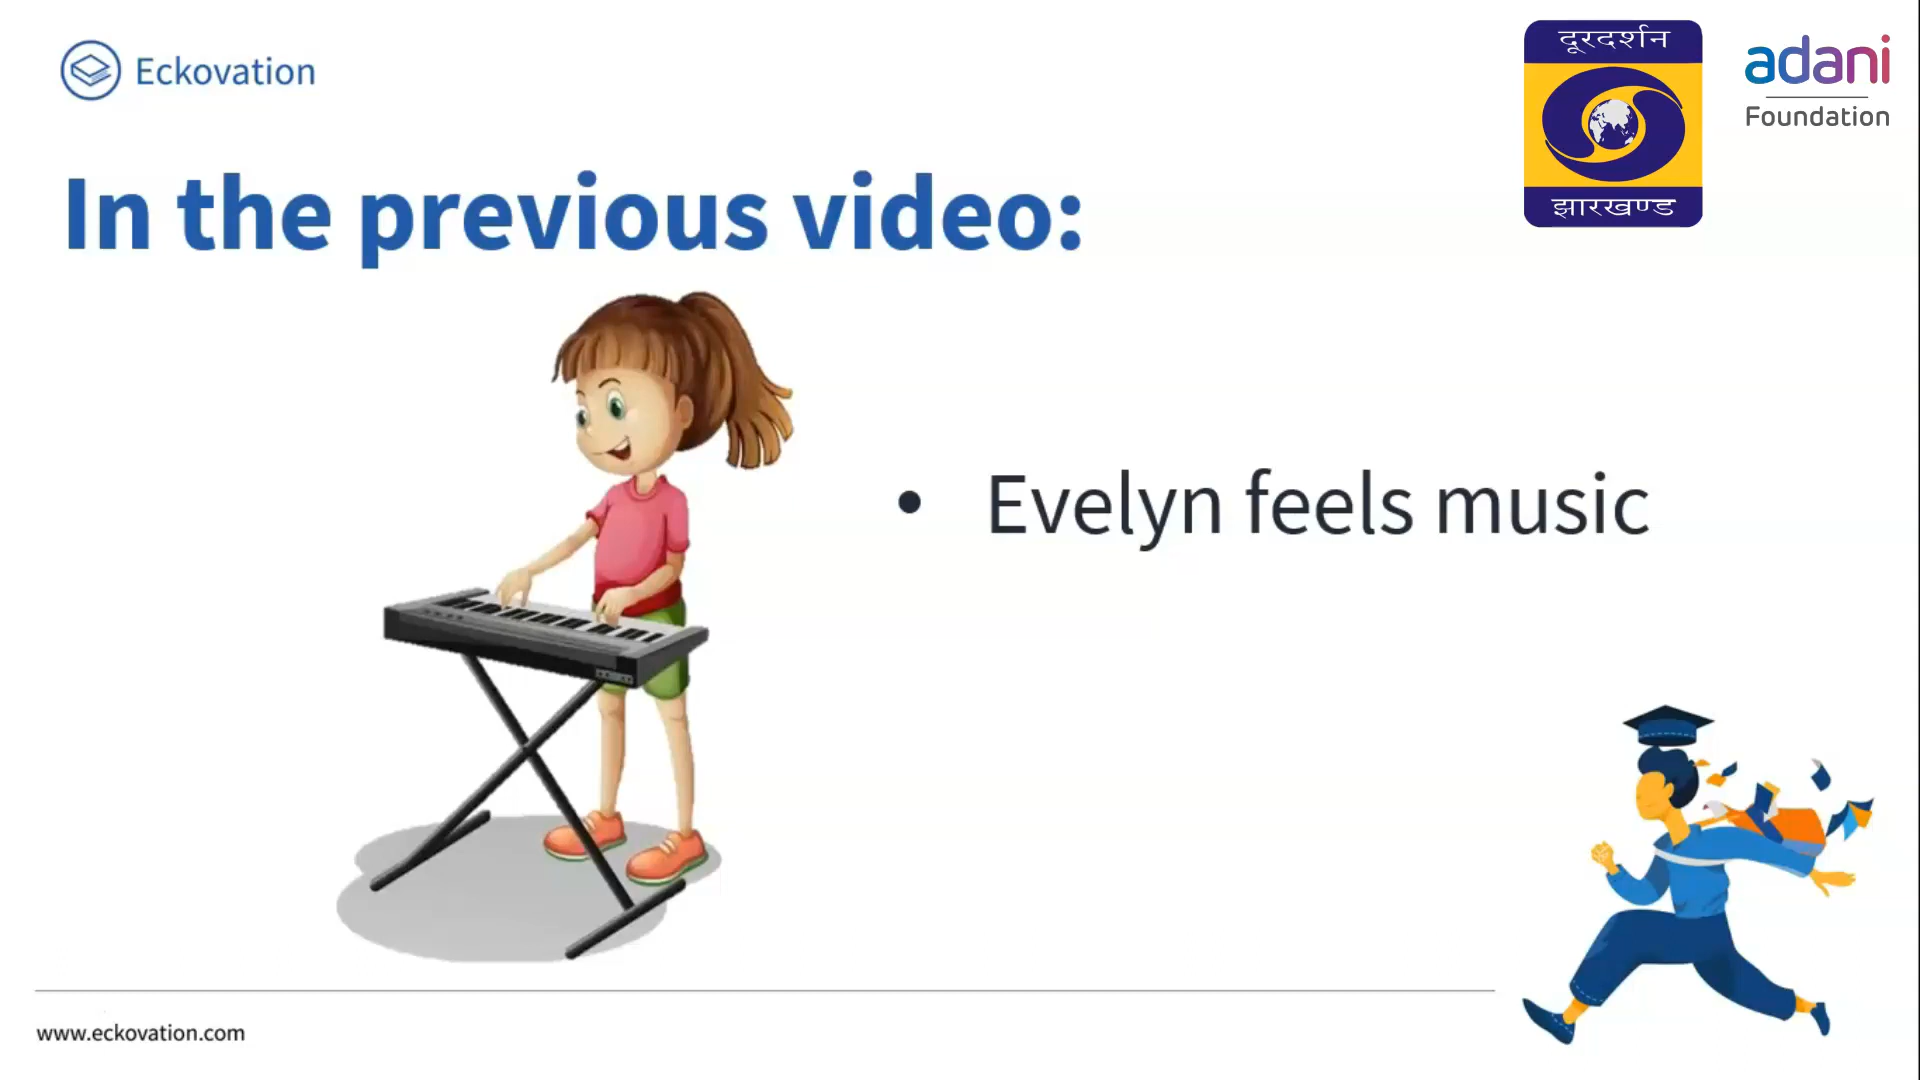 Eckovation
दूरदर्शन
झारखण्ड
adani
Foundation
In the previous video:
• Evelyn feels music
www.eckovation.com